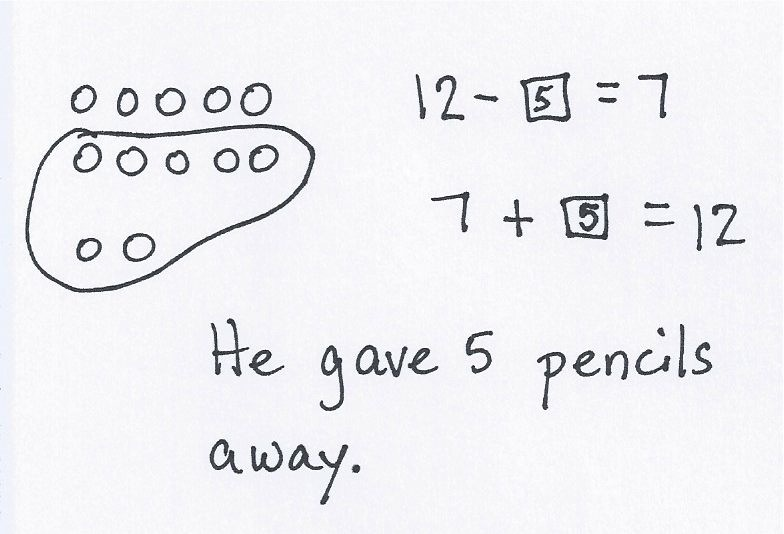 12 - 5 = 7
7 + 5 = 12
He gave 5 pencils
away.